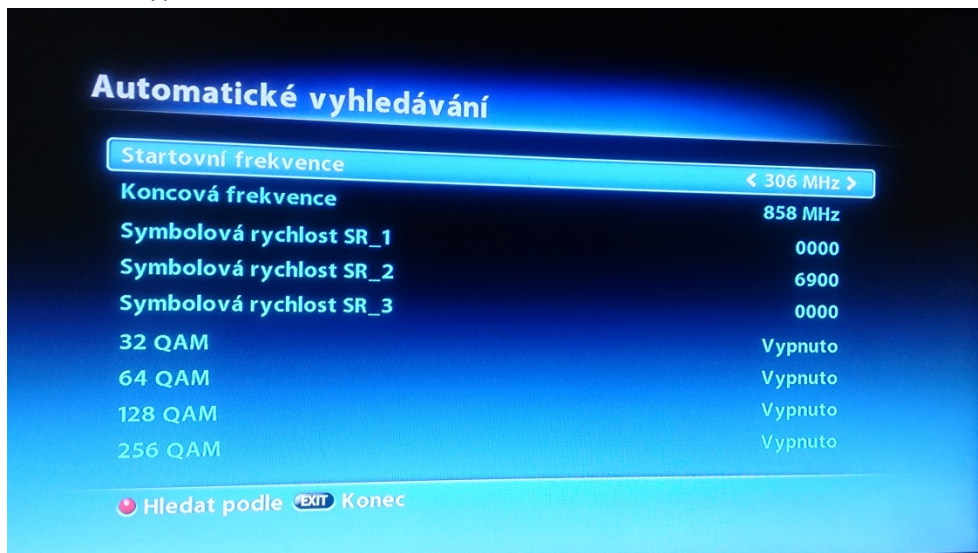 Automatické vyhledávání
Startovní frekvence < 306 MHz >
Koncová frekvence 858 MHz
Symbolová rychlost SR_1 0000
Symbolová rychlost SR_2 6900
Symbolová rychlost SR_3 0000
32 QAM Vypnuto
64 QAM Vypnuto
128 QAM Vypnuto
256 QAM Vypnuto
Hledat podle EXIT Konec